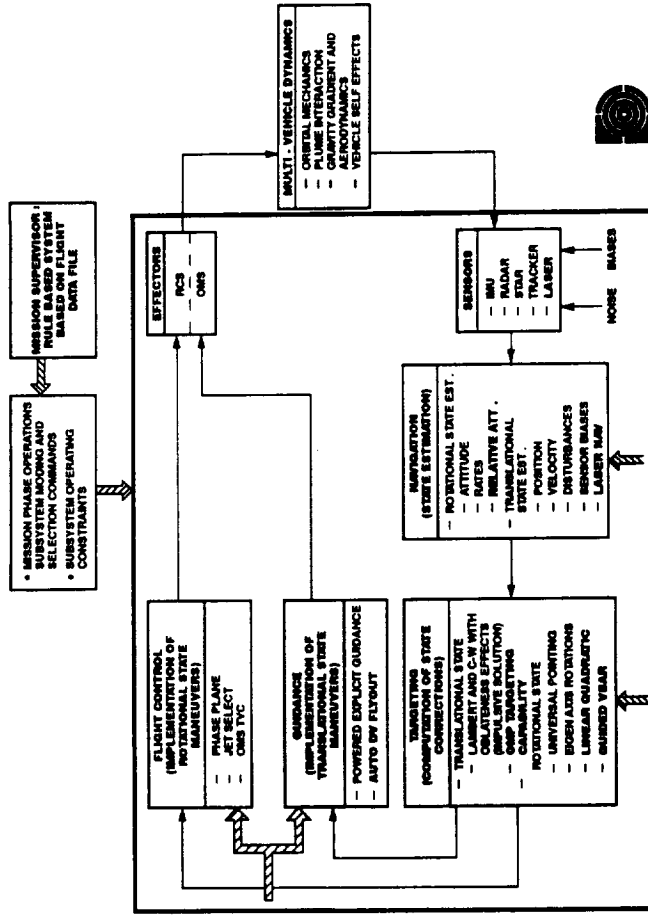 MISSION SUPERVISOR :
RULE BASED SYSTEM
BASED ON FLIGHT
DATA FILE
• MISSION PHASE OPERATIONS
SUBSYSTEM MODING AND
SELECTION COMMANDS
• SUBSYSTEM OPERATING
CONSTRAINTS
FLIGHT CONTROL
(IMPLEMENTATION OF
ROTATIONAL STATE
MANEUVERS)
– PHASE PLANE
– JET SELECT
– OMS TVC
EFFECTORS
RCS
OMS
MULTI - VEHICLE DYNAMICS
– ORBITAL MECHANICS
– PLUME INTERACTION
– GRAVITY GRADIENT AND
AERODYNAMICS
– VEHICLE SELF EFFECTS
GUIDANCE
(IMPLEMENTATION OF
TRANSLATIONAL STATE
MANEUVERS)
– POWERED EXPLICIT GUIDANCE
– AUTO DV FLYOUT
TARGETING
(COMPUTATION OF STATE
CONNECTIONS)
– TRANSLATIONAL STATE
– LAMBERT AND C-W WITH
OBLATENESS EFFECTS
(IMPULSIVE SOLUTION)
– OMP TARGETING
CAPABILITY
– ROTATIONAL STATE
– UNIVERSAL POINTING
– EIGEN AXIS ROTATIONS
– LINEAR QUADRATIC
– GUIDED VBAR
NAVIGATION
(STATE ESTIMATION)
– ROTATIONAL STATE EST .
– ATTITUDE
– RATES
– RELATIVE ATT .
– TRANSLATIONAL
STATE EST .
– POSITION
– VELOCITY
– DISTURBANCES
– SENSOR BIASES
– LASER NAV
SENSORS
– IMU
– RADAR
– STAR
– TRACKER
– LASER
NOISE BIASES